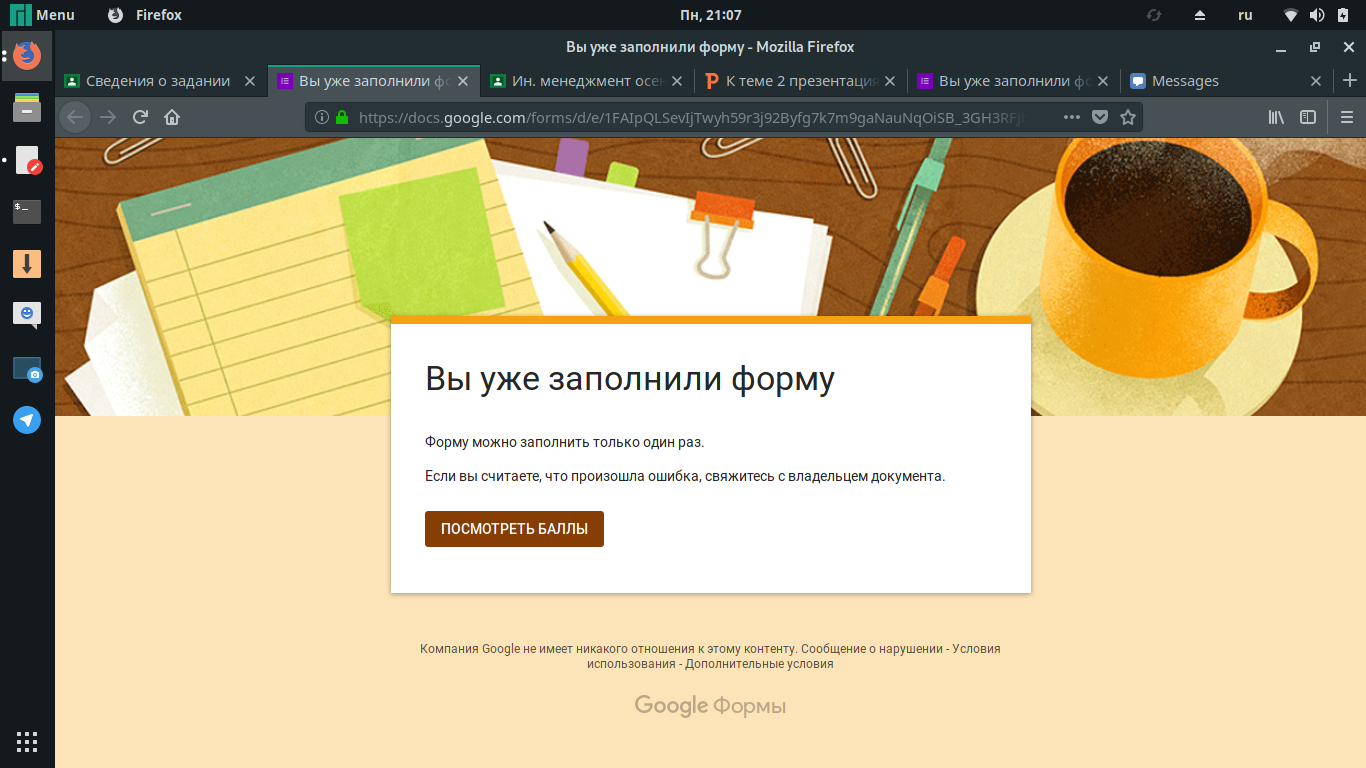 Menu Firefox Пн, 21:07 ru
Вы уже заполнили форму - Mozilla Firefox
Сведения о задании Вы уже заполнили фо Ин. менеджмент осен К теме 2 презентация Вы уже заполнили фо Messages
https://docs.google.com/forms/d/e/1FAIpQLSevIjTwyh59r3j92Byfg7k7m9gaNauNqOiSB_3GH3RFj
Вы уже заполнили форму
Форму можно заполнить только один раз.
Если вы считаете, что произошла ошибка, свяжитесь с владельцем документа.
ПОСМОТРЕТЬ БАЛЛЫ
Компания Google не имеет никакого отношения к этому контенту. Сообщение о нарушении - Условия
использования - Дополнительные условия
Google Формы